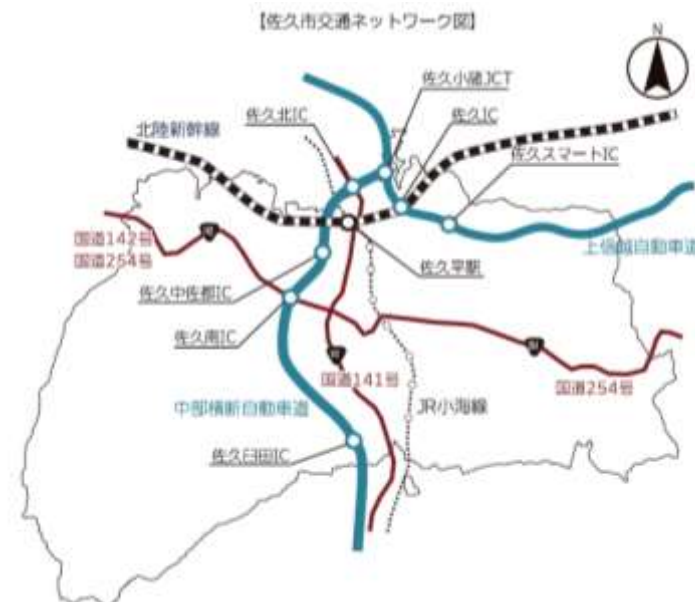 【佐久市交通ネットワーク図】
N
佐久小諸JCT
佐久北IC
佐久IC
北陸新幹線
佐久スマートIC
国道142号
国道254号
上信越自動車道
佐久平駅
佐久中佐都IC
佐久南IC
国道141号
国道254号
中部横断自動車道
JR小海線
佐久臼田IC